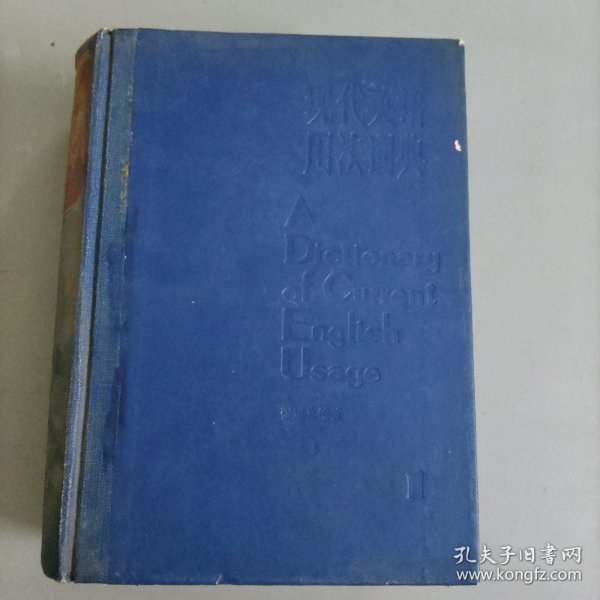 现代英语
用法词典
A
Dictionary
of Current
English
Usage
孔夫子旧书网
www.kongfz.com